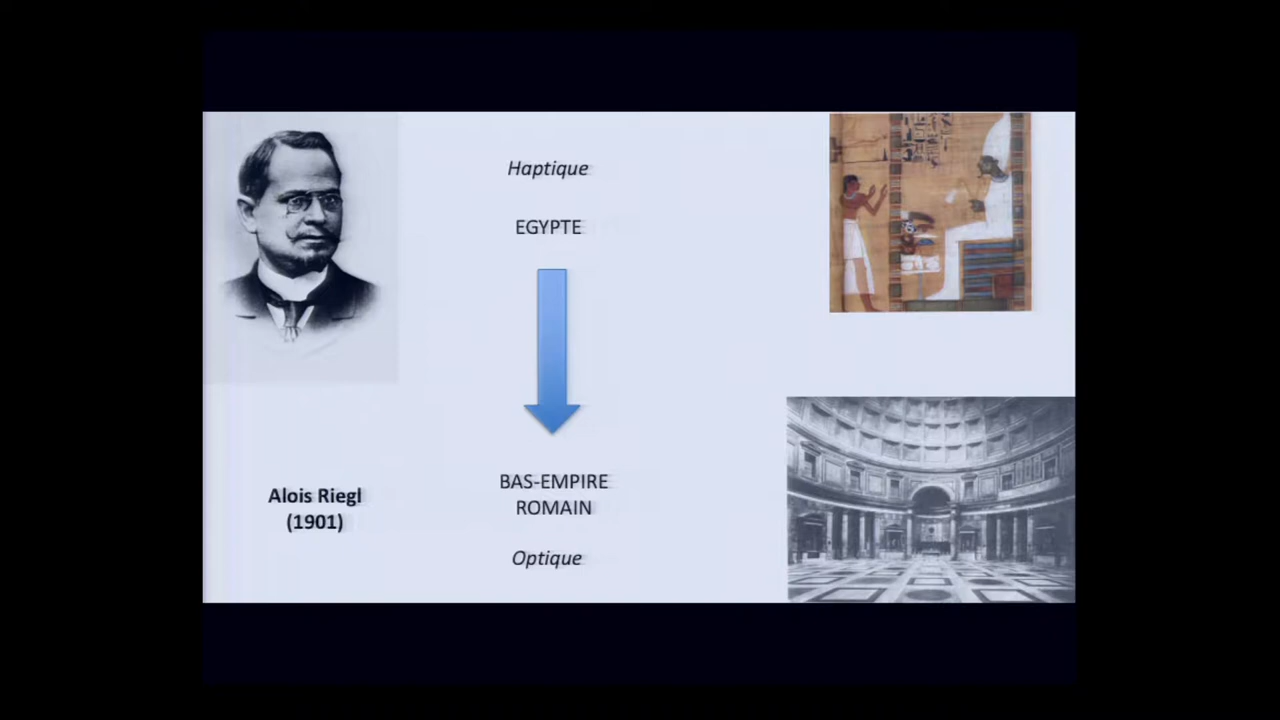 Haptique
EGYPTE
BAS-EMPIRE
ROMAIN
Optique
Alois Riegl
(1901)